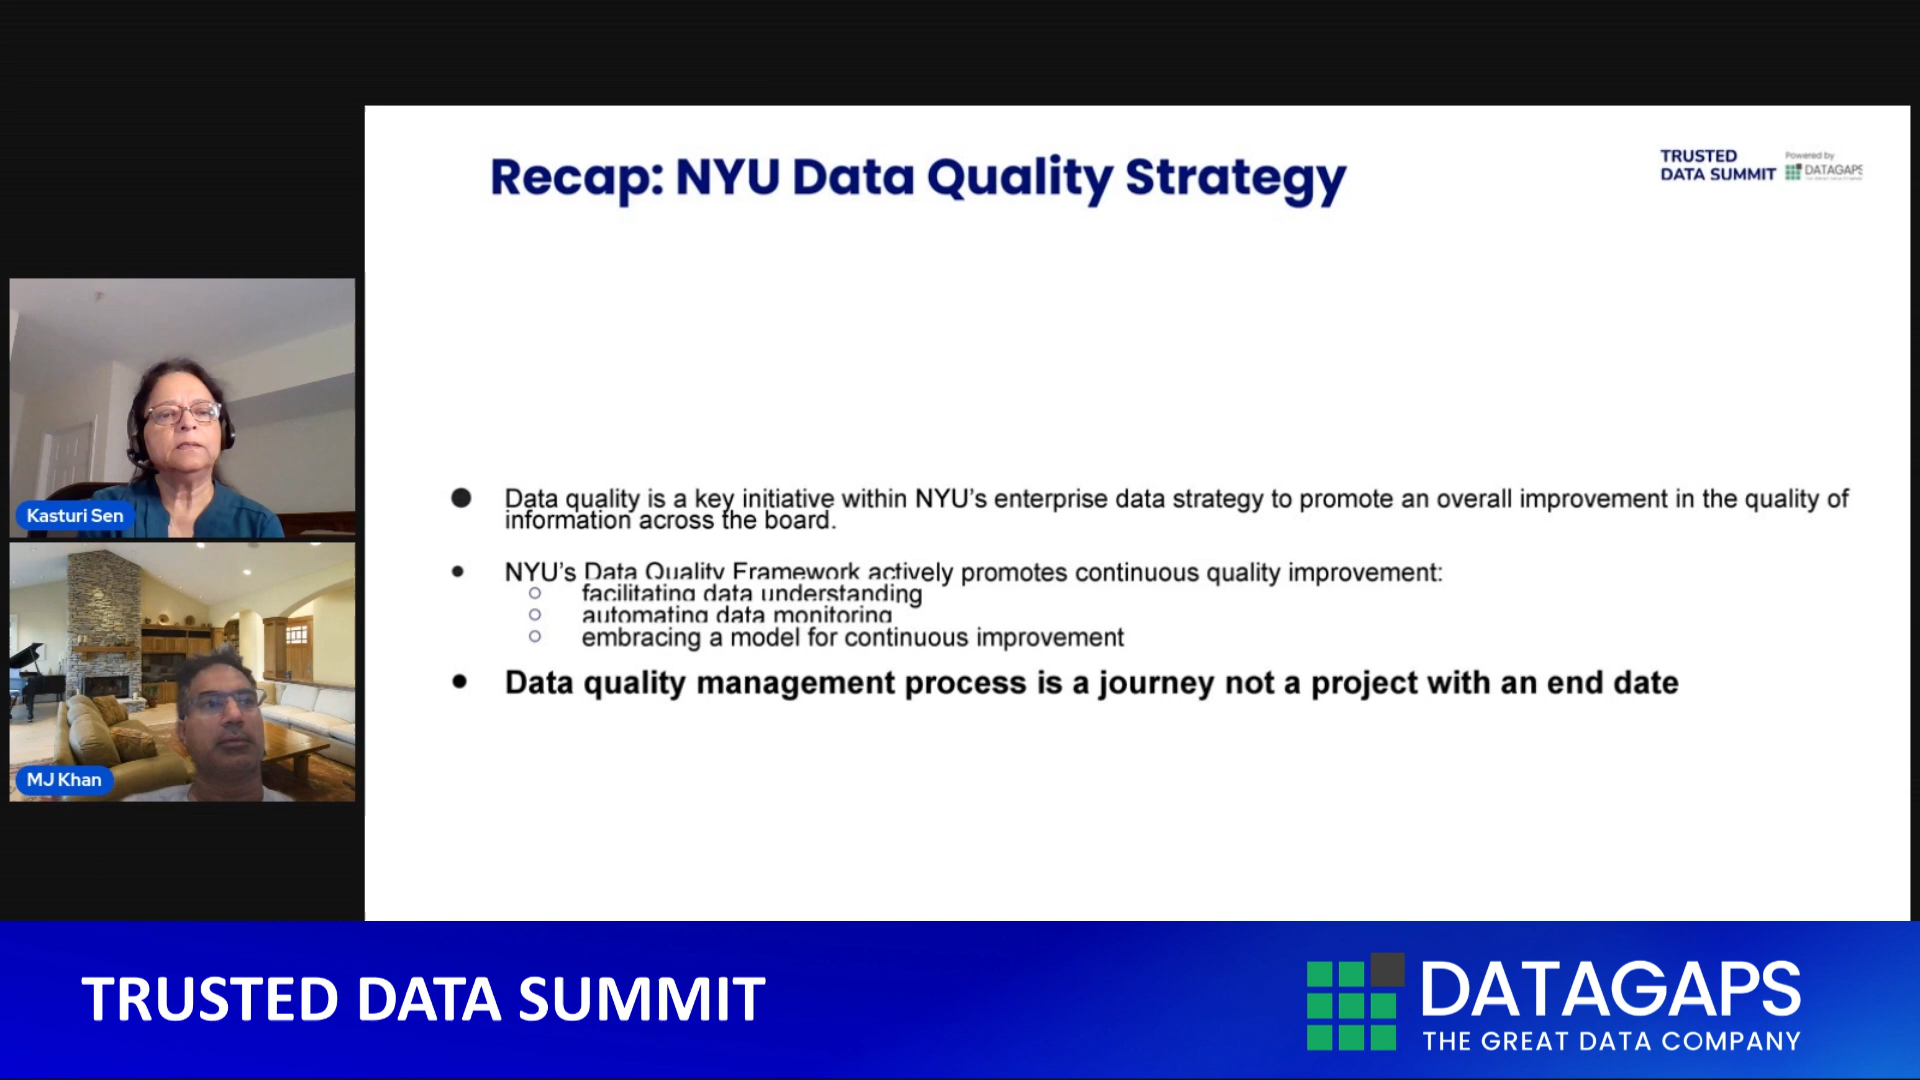 Recap: NYU Data Quality Strategy
TRUSTED
DATA SUMMIT
Powered by
DATAGAPS
Kasturi Sen
MJ Khan
● Data quality is a key initiative within NYU's enterprise data strategy to promote an overall improvement in the quality of
information across the board.
● NYU's Data Quality Framework actively promotes continuous quality improvement:
○ facilitating data understanding
○ automating data monitoring
○ embracing a model for continuous improvement
● Data quality management process is a journey not a project with an end date
TRUSTED DATA SUMMIT
DATAGAPS
THE GREAT DATA COMPANY